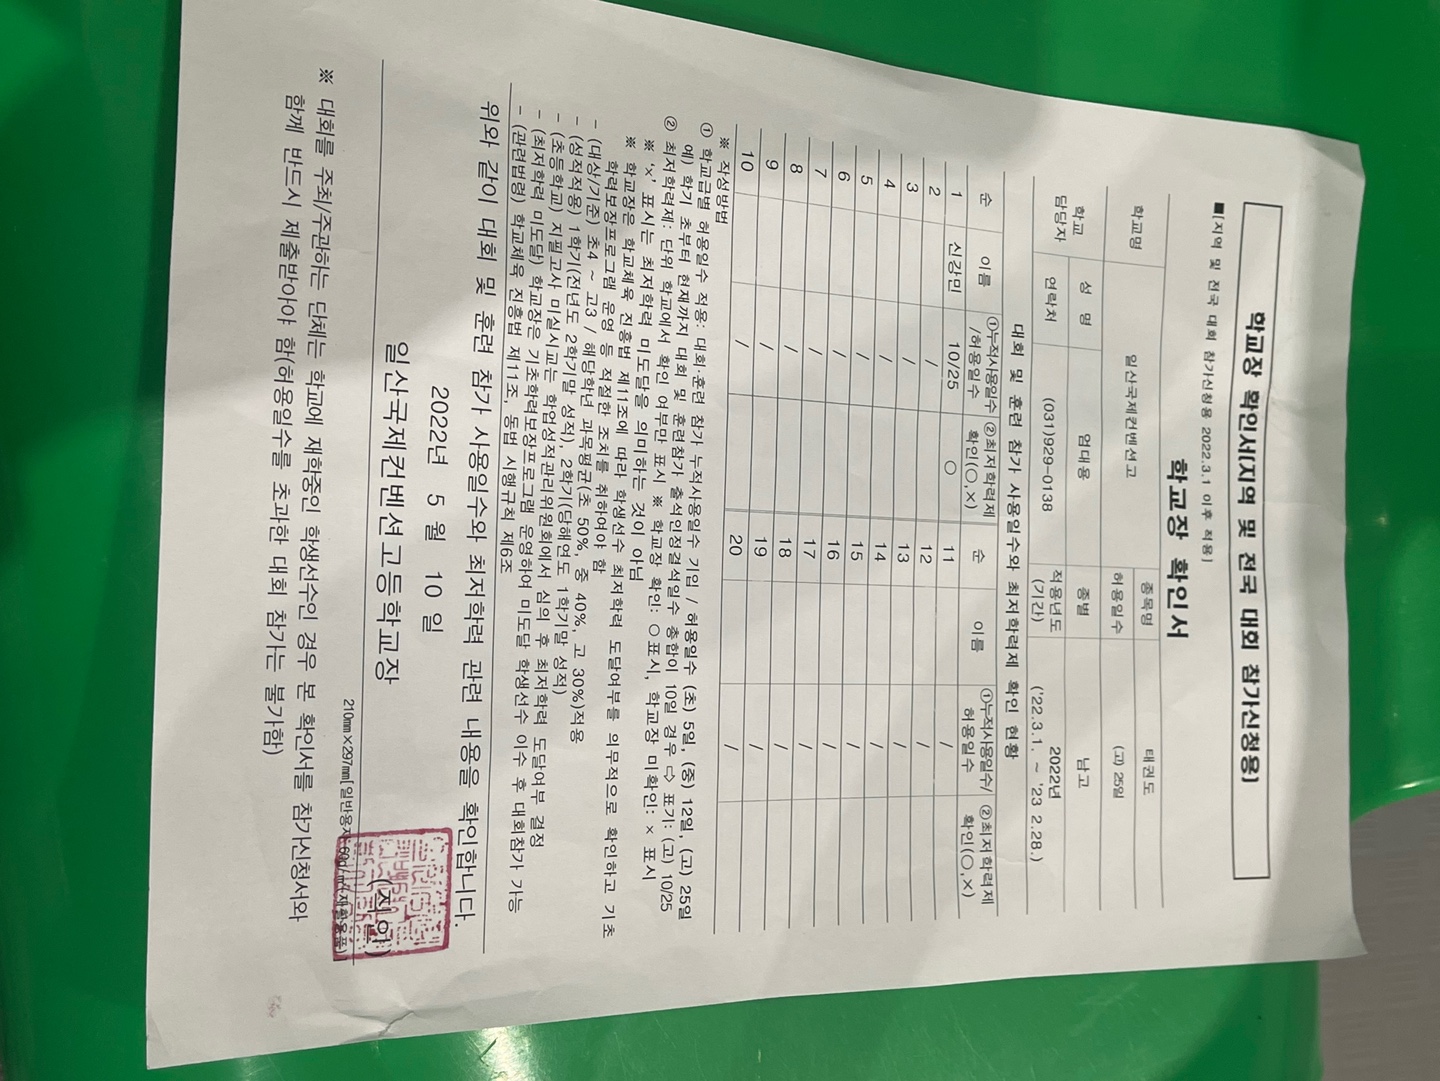 학교장 확인서(지역 및 전국 대회 참가신청용)
■[지역 및 전국 대회 참가신청용 2022.3.1 이후 적용]
학교장 확인서
학교명 일산국제컨벤션고 종목명 태권도
허용일수 (고) 25일
학교 담당자 성 명 엄대용 종별 남고
연락처 (031)929-0138 적용년도 (기간) 2022년 ('22.3.1. ~ '23 2.28.)
대회 및 훈련 참가 사용일수와 최저학력제 확인 현황
순 이름 ①누적사용일수/허용일수 ②최저학력제 확인(○,×) 순 이름 ①누적사용일수/허용일수 ②최저학력제 확인(○,×)
1 신강민 10/25 ○ 11 /
2 / 12 /
3 / 13 /
4 / 14 /
5 / 15 /
6 / 16 /
7 / 17 /
8 / 18 /
9 / 19 /
10 / 20 /
※ 작성방법
① 학교급별 허용일수 적용: 대회·훈련 참가 누적사용일수 기입 / 허용일수 (초) 5일, (중) 12일, (고) 25일
예) 학기 초부터 현재까지 대회 및 훈련참가 출석인정결석일수 총합이 10일 경우 ⇨ 표기: (고) 10/25
② 최저학력제: 단위 학교에서 확인 여부만 표시 ※ 학교장 확인: ○ 표시, 학교장 미확인: × 표시
※ '×' 표시는 최저학력 미도달을 의미하는 것이 아님
※ 학교장은 학교체육 진흥법 제11조에 따라 학생선수 최저학력 도달여부를 의무적으로 확인하고 기초
학력보장프로그램 운영 등 적절한 조치를 취하여야 함
- (대상/기준) 초4 ~ 고3 / 해당학년 과목평균(초 50%, 중 40%, 고 30%)적용
- (성적적용) 1학기(전년도 2학기말 성적), 2학기(당해연도 1학기말 성적)
- (초등학교) 지필고사 미실시교는 학업성적관리위원회에서 심의 후 최저학력 도달여부 결정
- (최저학력 미도달) 학교장은 기초학력보장프로그램 운영하여 미도달 학생선수 이수 후 대회참가 가능
- (관련법령) 학교체육 진흥법 제11조, 동법 시행규칙 제6조
위와 같이 대회 및 훈련 참가 사용일수와 최저학력 관련 내용을 확인합니다.
2022년 5월 10일
일산국제컨벤션고등학교장 (직인)
210㎜×297㎜[일반용지 60g/㎡(재활용품)]
※ 대회를 주최/주관하는 단체는 학교에 재학중인 학생선수인 경우 본 확인서를 참가신청서와
함께 반드시 제출받아야 함(허용일수를 초과한 대회 참가는 불가함)